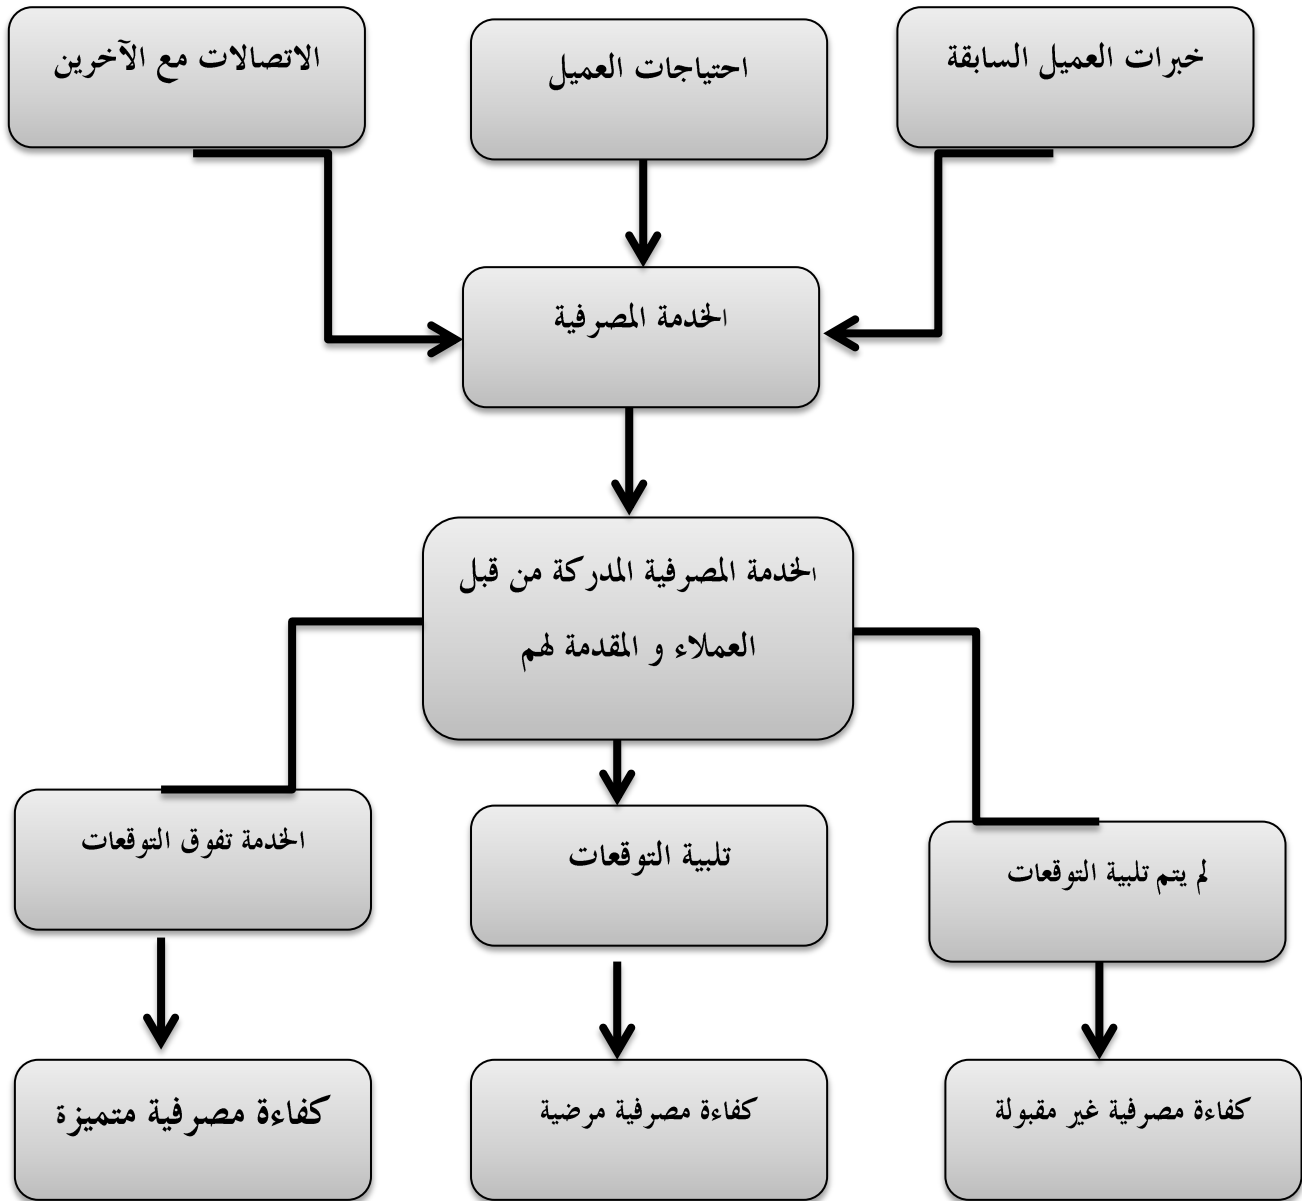 خبرات العميل السابقة
احتياجات العميل
الاتصالات مع الآخرين
الخدمة المصرفية
الخدمة المصرفية المدركة من قبل
العملاء و المقدمة لهم
لم يتم تلبية التوقعات
تلبية التوقعات
الخدمة تفوق التوقعات
كفاءة مصرفية غير مقبولة
كفاءة مصرفية مرضية
كفاءة مصرفية متميزة